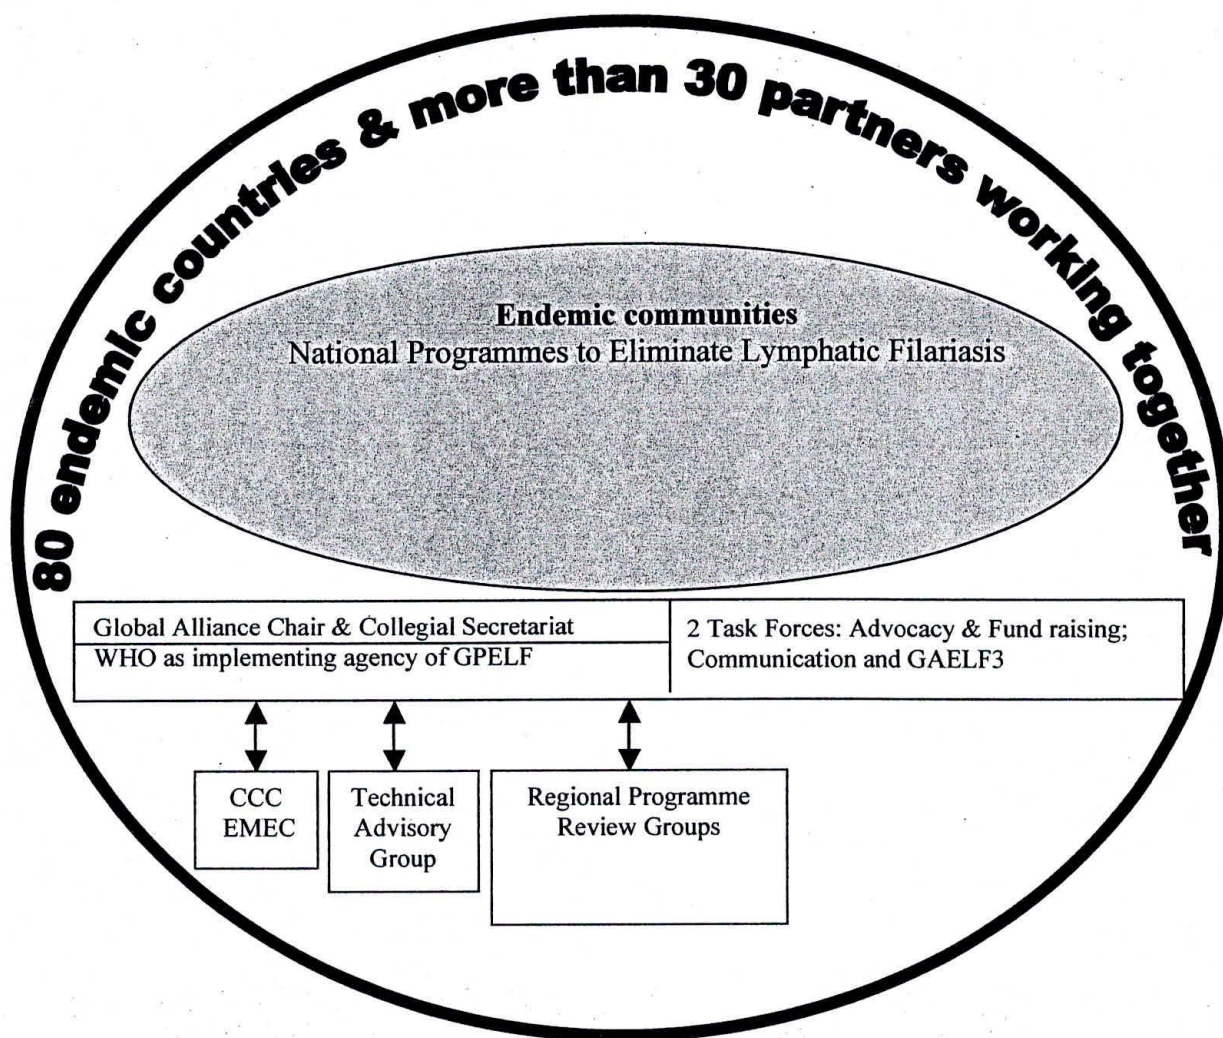 80 endemic countries & more than 30 partners working together
Endemic communities
National Programmes to Eliminate Lymphatic Filariasis
Global Alliance Chair & Collegial Secretariat
WHO as implementing agency of GPELF
2 Task Forces: Advocacy & Fund raising;
Communication and GAELF3
CCC
EMEC
Technical
Advisory
Group
Regional Programme
Review Groups